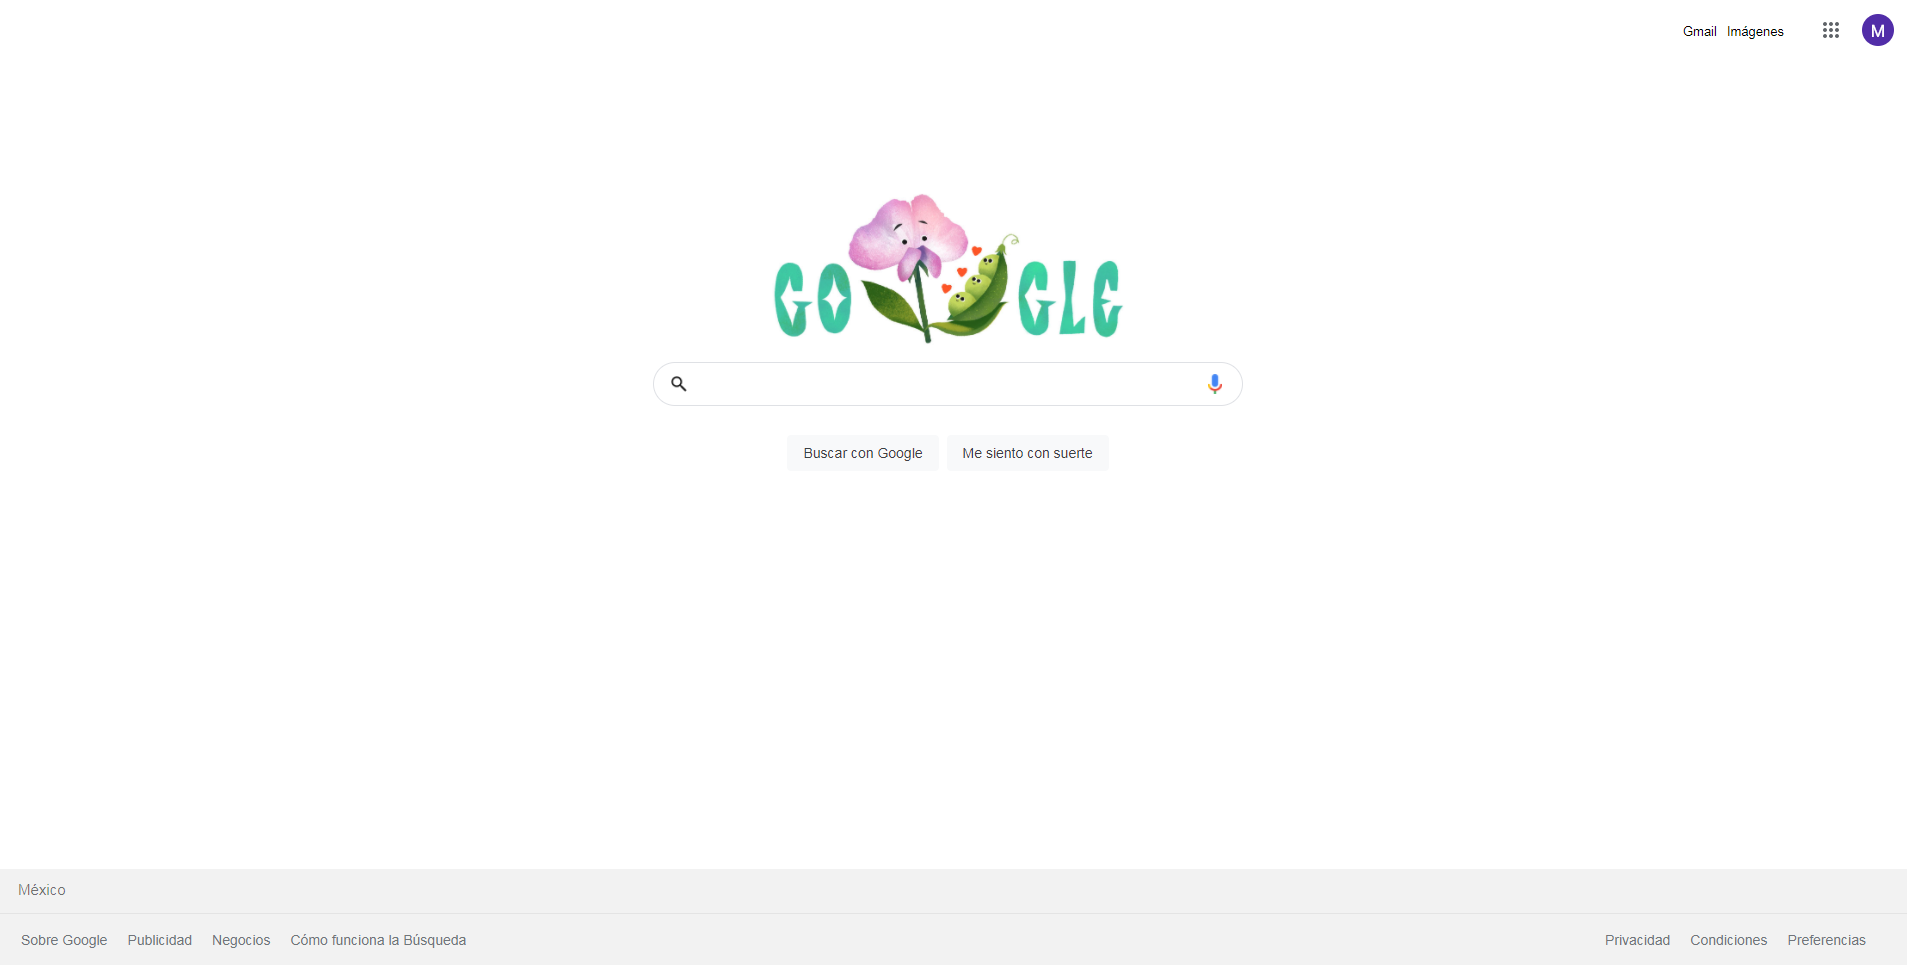 Gmail Imágenes
M
GOOGLE
Buscar con Google Me siento con suerte
México
Sobre Google Publicidad Negocios Cómo funciona la Búsqueda Privacidad Condiciones Preferencias